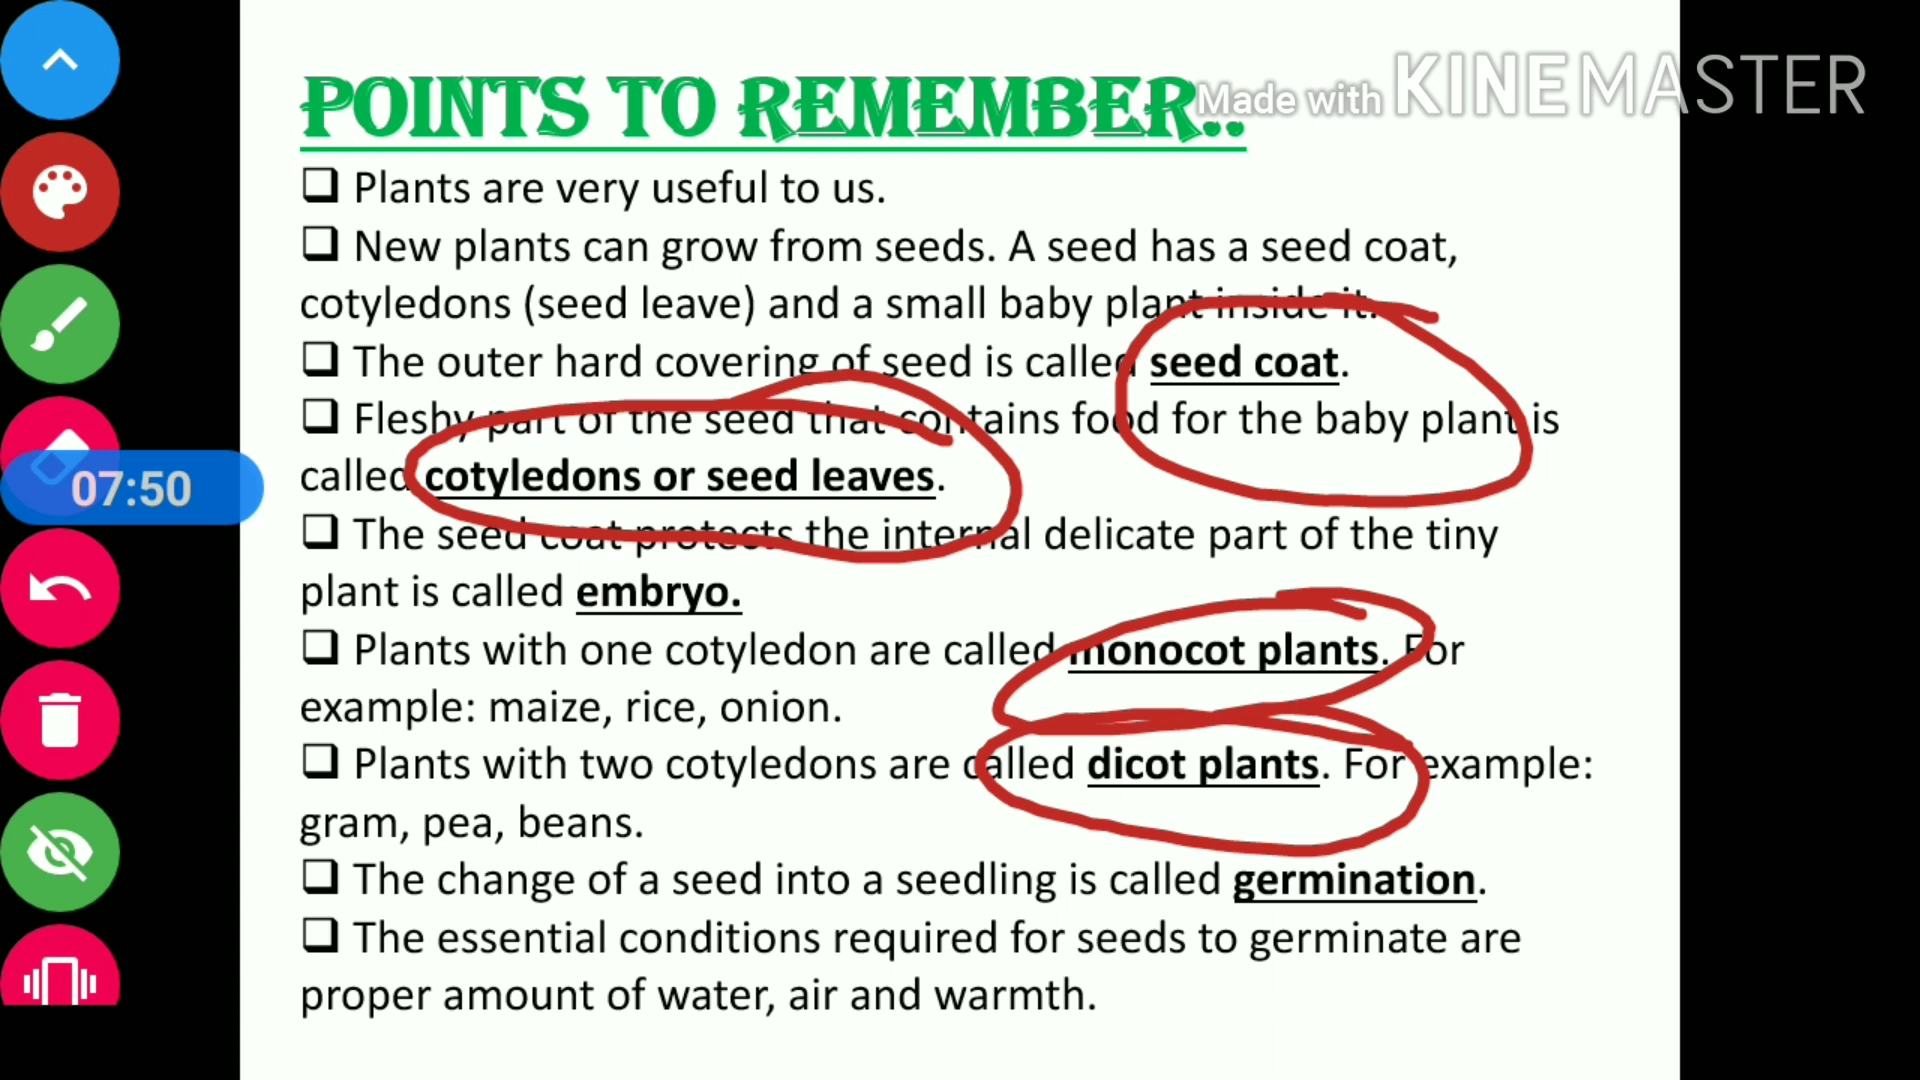 POINTS TO REMEMBER..
Made with KINEMASTER
❑ Plants are very useful to us.
❑ New plants can grow from seeds. A seed has a seed coat,
cotyledons (seed leave) and a small baby plant inside it.
❑ The outer hard covering of seed is called seed coat.
❑ Fleshy part of the seed that contains food for the baby plant is
called cotyledons or seed leaves.
07:50
❑ The seed coat protects the internal delicate part of the tiny
plant is called embryo.
❑ Plants with one cotyledon are called monocot plants. For
example: maize, rice, onion.
❑ Plants with two cotyledons are called dicot plants. For example:
gram, pea, beans.
❑ The change of a seed into a seedling is called germination.
❑ The essential conditions required for seeds to germinate are
proper amount of water, air and warmth.